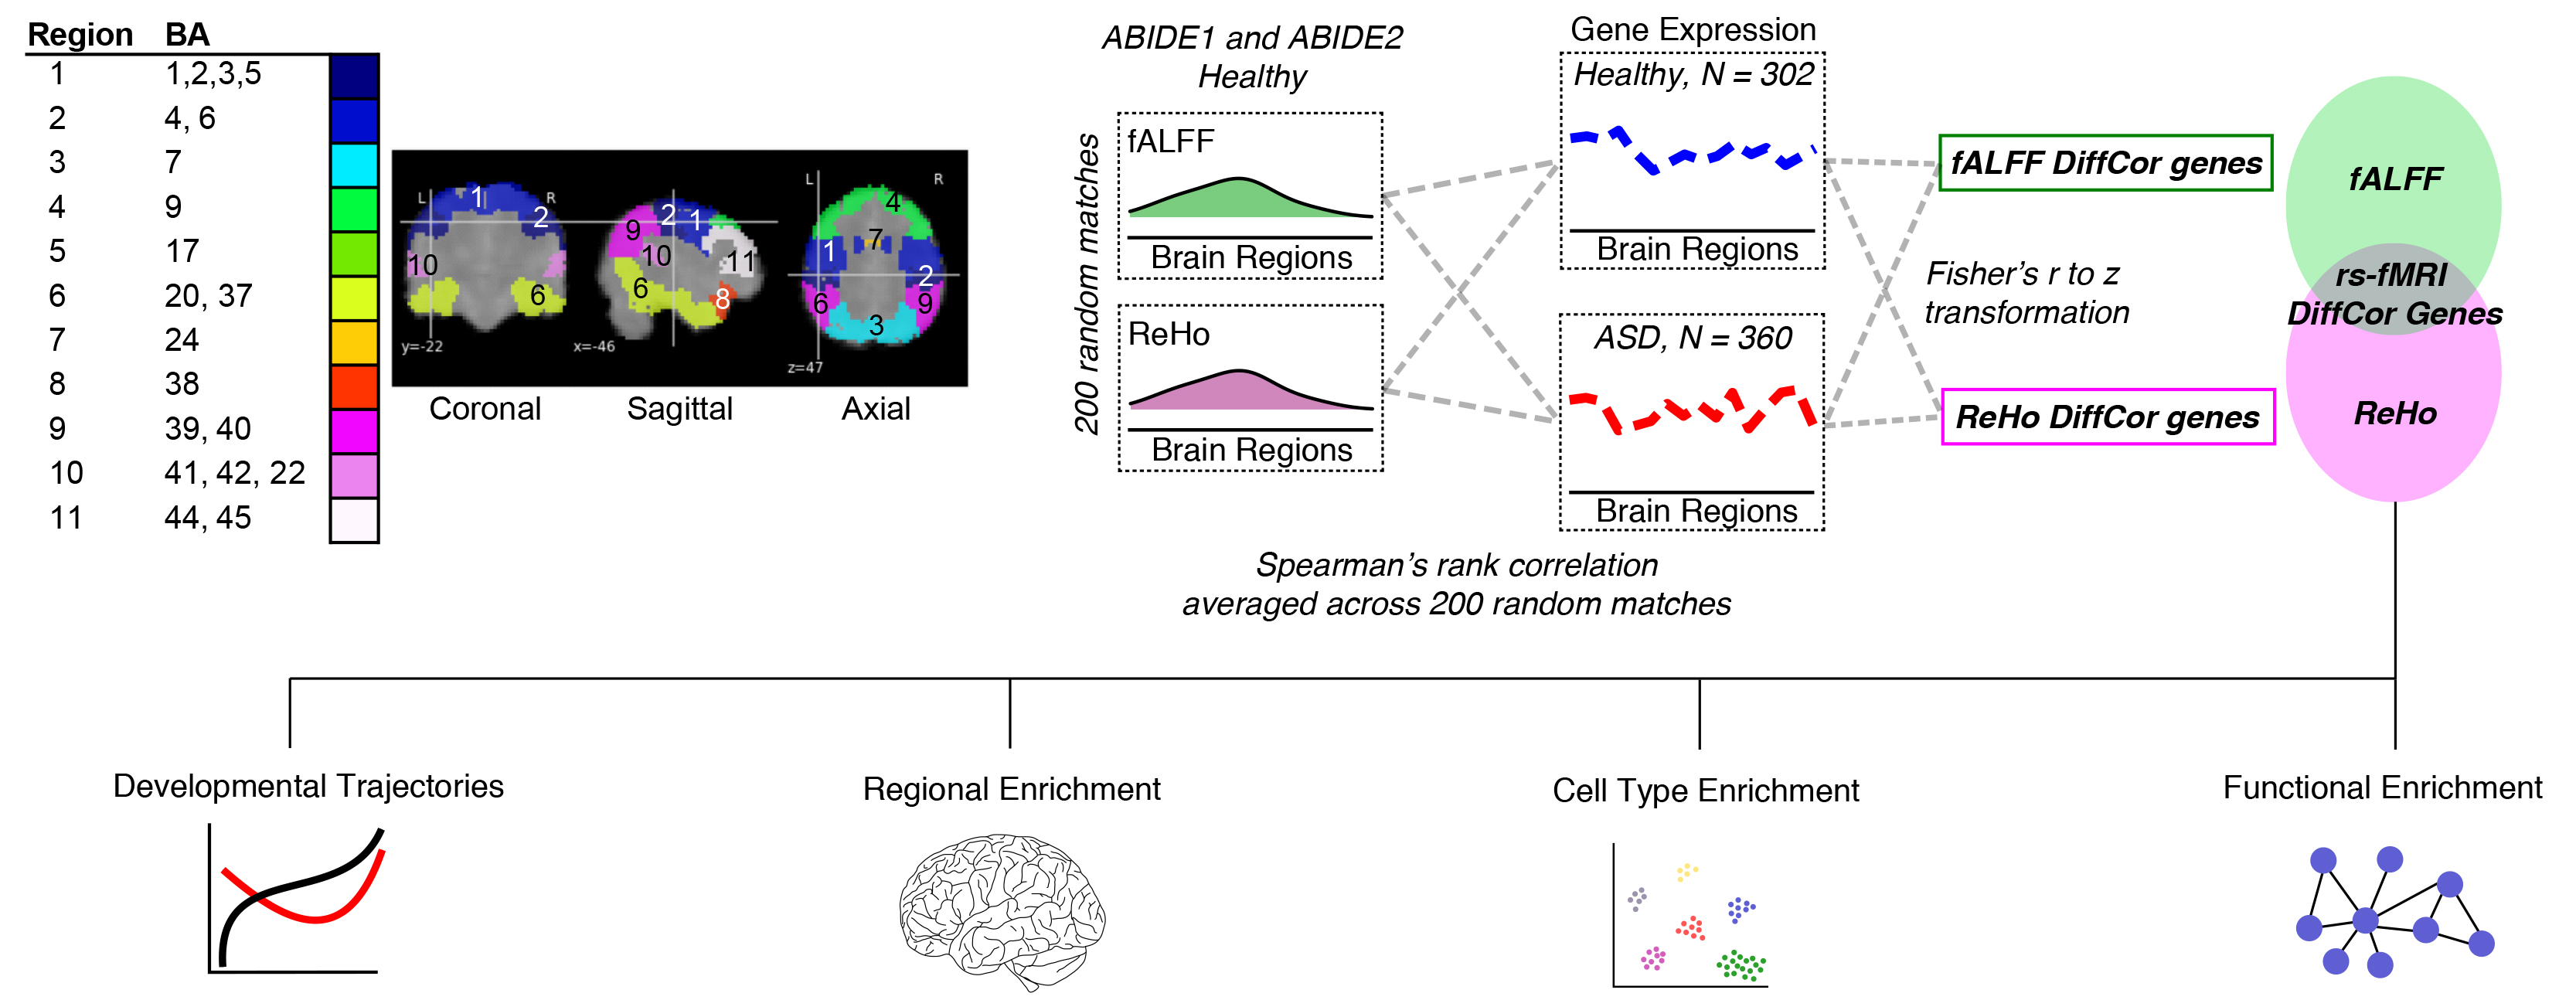 Region BA
1 1,2,3,5
2 4, 6
3 7
4 9
5 17
6 20, 37
7 24
8 38
9 39, 40
10 41, 42, 22
11 44, 45
L R
1
2
10
6
y=-22
9 2 1
10 11
6 8
x=-46
L R
4
7
1
2
6 9
3
z=47
Coronal Sagittal Axial
ABIDE1 and ABIDE2
Healthy
200 random matches
fALFF
Brain Regions
ReHo
Brain Regions
Gene Expression
Healthy, N = 302
Brain Regions
ASD, N = 360
Brain Regions
Spearman’s rank correlation
averaged across 200 random matches
fALFF DiffCor genes
Fisher’s r to z
transformation
ReHo DiffCor genes
fALFF
rs-fMRI
DiffCor Genes
ReHo
Developmental Trajectories
Regional Enrichment
Cell Type Enrichment
Functional Enrichment